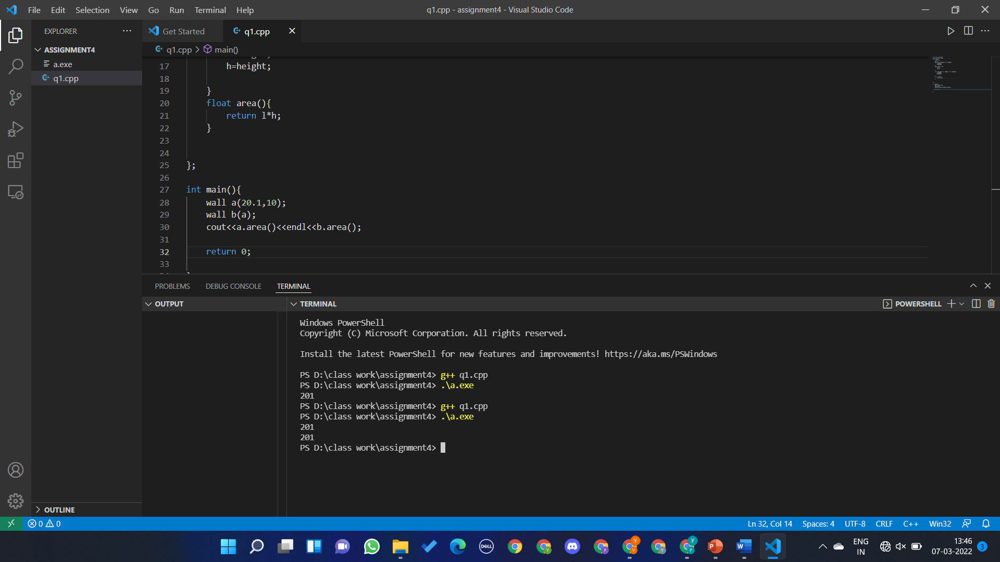 File Edit Selection View Go Run Terminal Help
q1.cpp - assignment4 - Visual Studio Code
EXPLORER
ASSIGNMENT4
a.exe
q1.cpp
OUTLINE
Get Started
q1.cpp
q1.cpp > main()
17 h=height;
18
19 }
20 float area(){
21 return l*h;
22 }
23
24
25 };
26
27 int main(){
28 wall a(20.1,10);
29 wall b(a);
30 cout<<a.area()<<endl<<b.area();
31
32 return 0;
33
PROBLEMS DEBUG CONSOLE TERMINAL
OUTPUT
TERMINAL
POWERSHELL
Windows PowerShell
Copyright (C) Microsoft Corporation. All rights reserved.
Install the latest PowerShell for new features and improvements! https://aka.ms/PSWindows
PS D:\class work\assignment4> g++ q1.cpp
PS D:\class work\assignment4> .\a.exe
201
PS D:\class work\assignment4> g++ q1.cpp
PS D:\class work\assignment4> .\a.exe
201
201
PS D:\class work\assignment4>
0 0
Ln 32, Col 14 Spaces: 4 UTF-8 CRLF C++ Win32
DELL
ENG
IN
13:46
07-03-2022
3